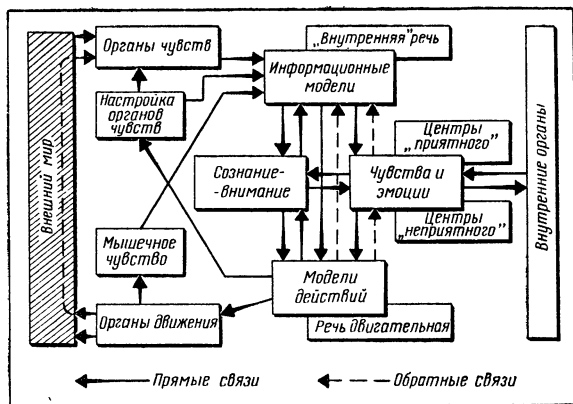 Внешний мир
Органы чувств
„Внутренняя" речь
Информационные
модели
Настройка
органов
чувств
Сознание-
-внимание
Центры
„приятного"
Чувства и
эмоции
Центры
„неприятного"
Внутренние органы
Мышечное
чувство
Модели
действий
Органы движения
Речь двигательная
Прямые связи
Обратные связи